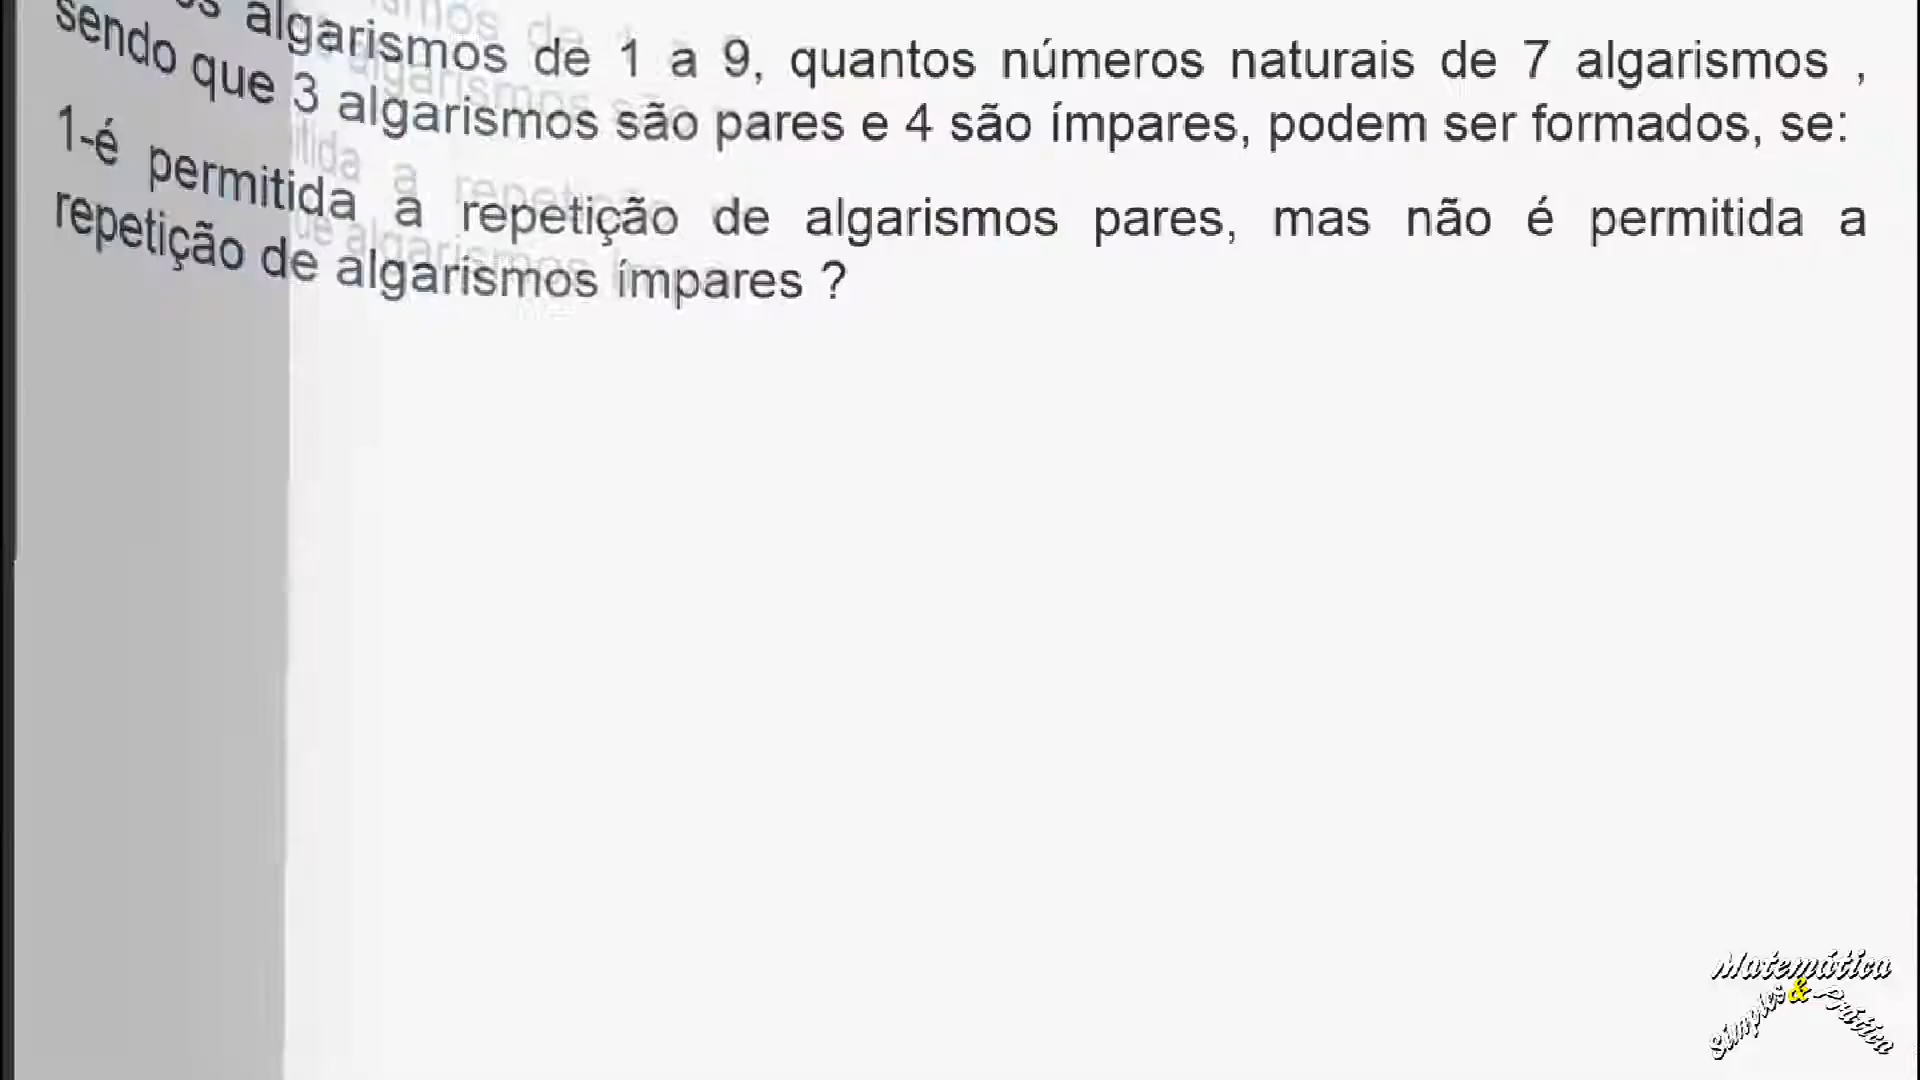 algarismos de 1 a 9, quantos números naturais de 7 algarismos ,
sendo que 3 algarismos são pares e 4 são ímpares, podem ser formados, se:
1-é permitida a repetição de algarismos pares, mas não é permitida a
repetição de algarismos ímpares ?
Matemática
Simples & Prática